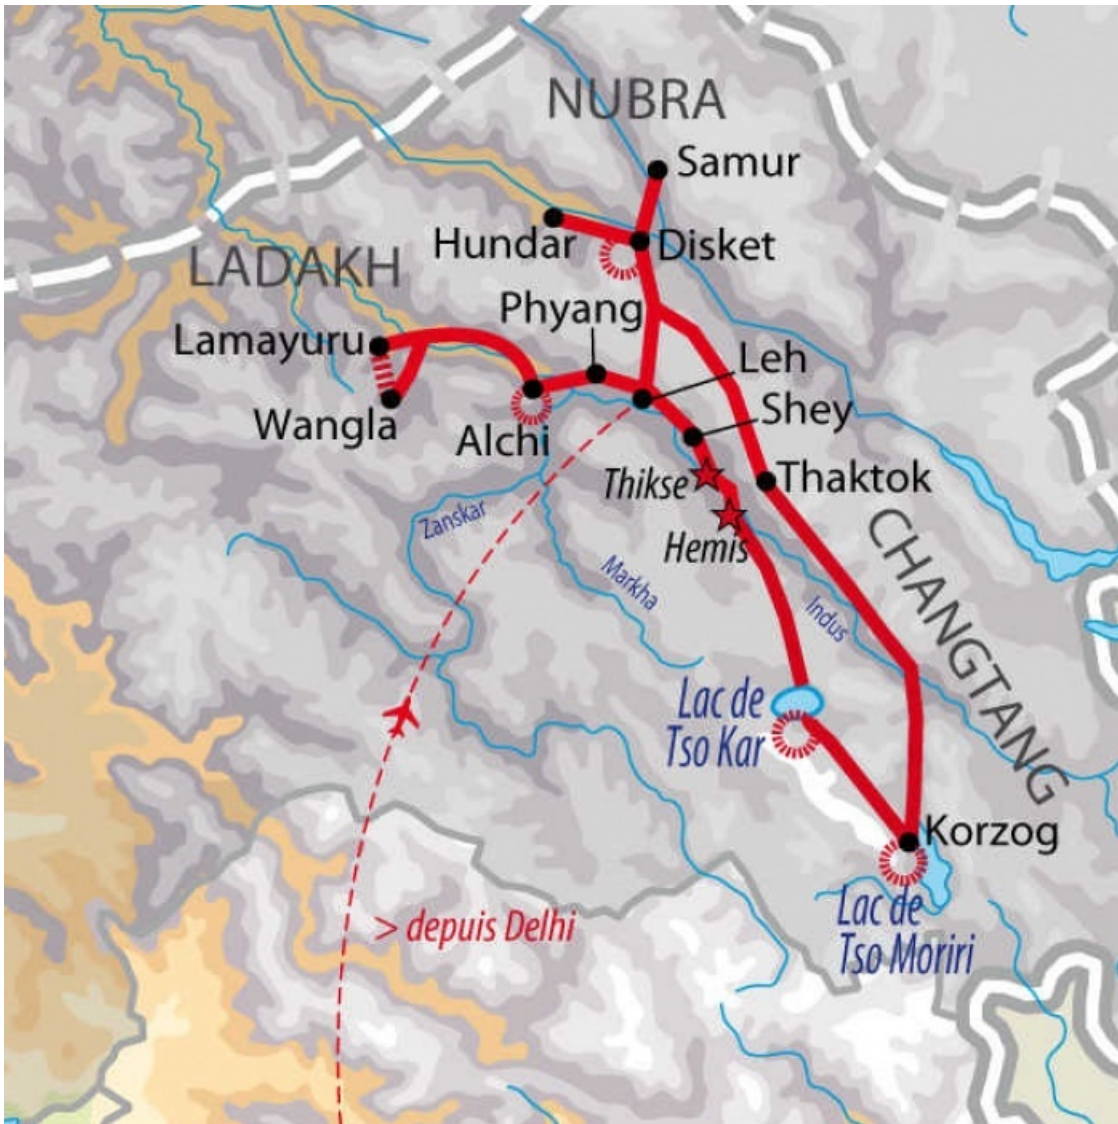 NUBRA
Samur
Hundar
Disket
LADAKH
Phyang
Lamayuru
Leh
Wangla
Alchi
Shey
Thikse
Thaktok
Zanskar
Hemis
CHANGTANG
Markha
Indus
Lac de
Tso Kar
Korzog
> depuis Delhi
Lac de
Tso Moriri